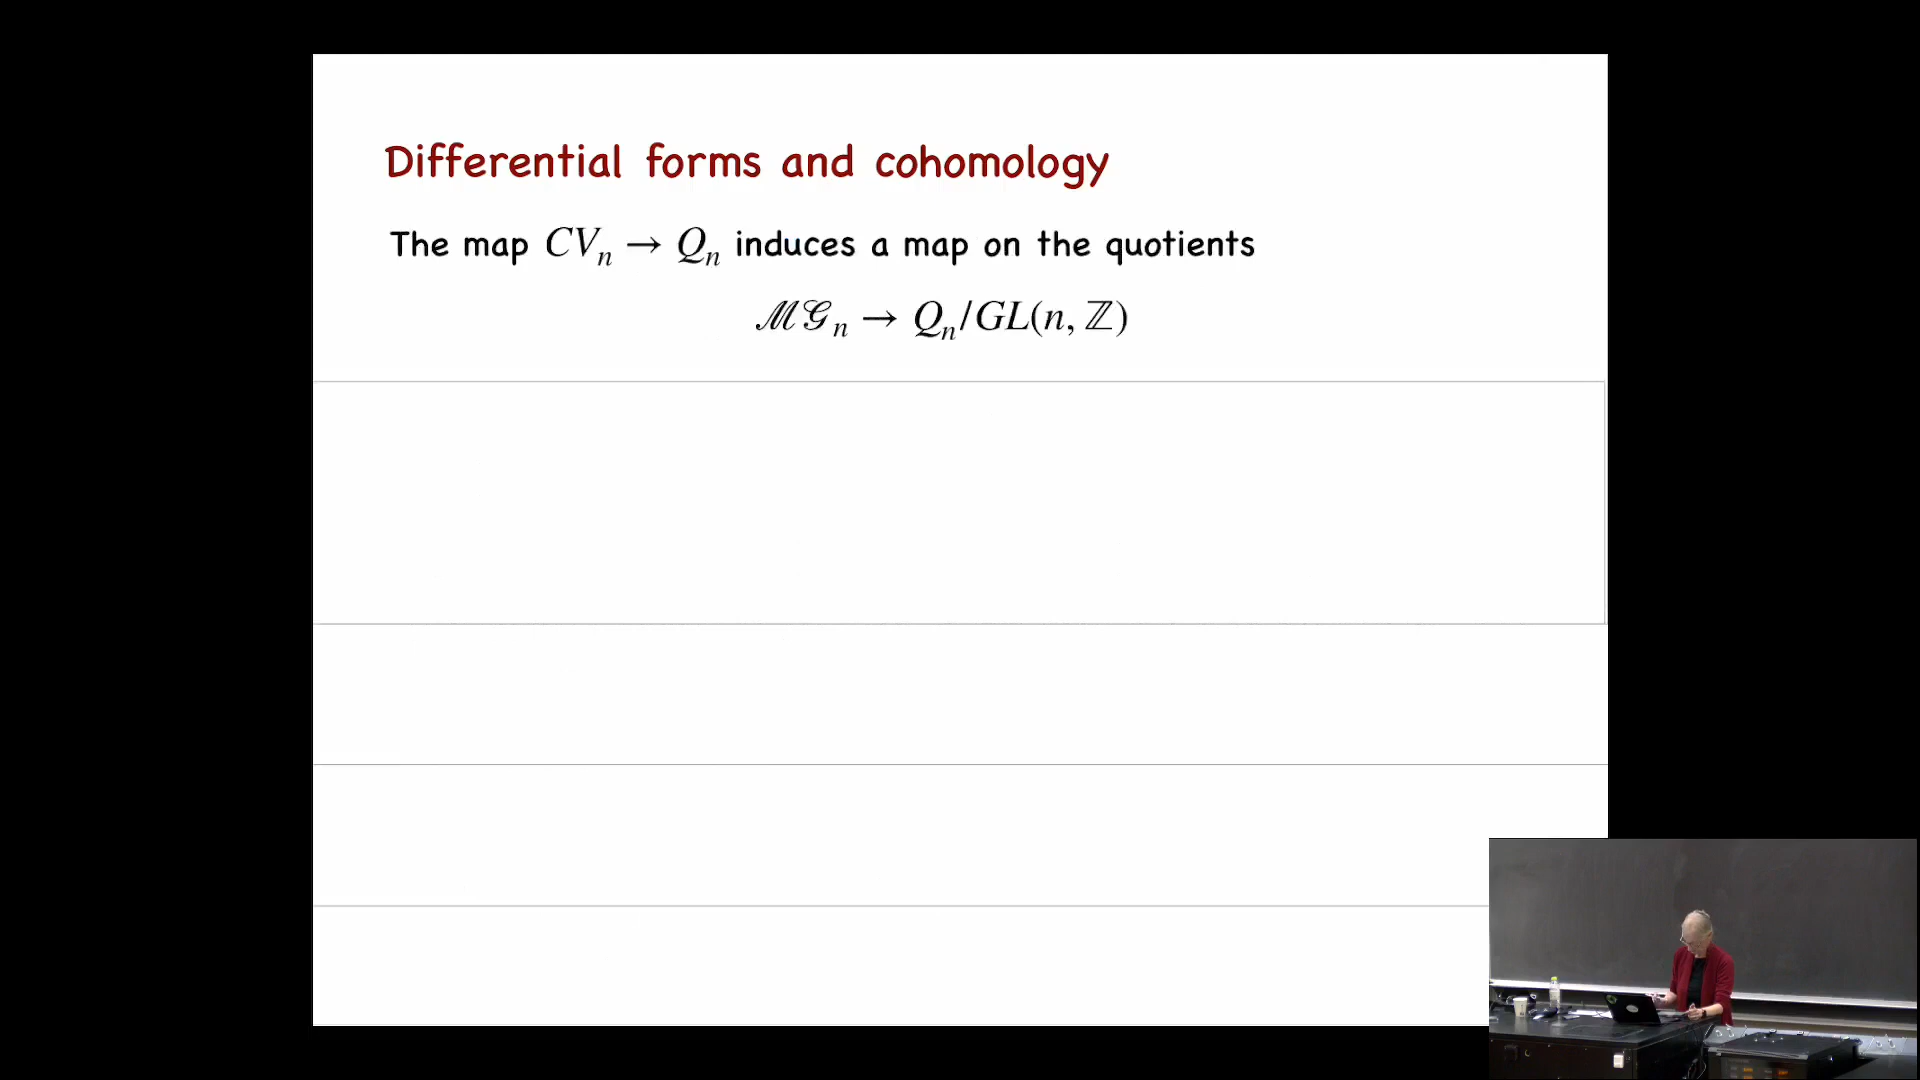 Differential forms and cohomology
The map $CV_n \to Q_n$ induces a map on the quotients
$\mathcal{MG}_n \to Q_n/GL(n, \mathbb{Z})$